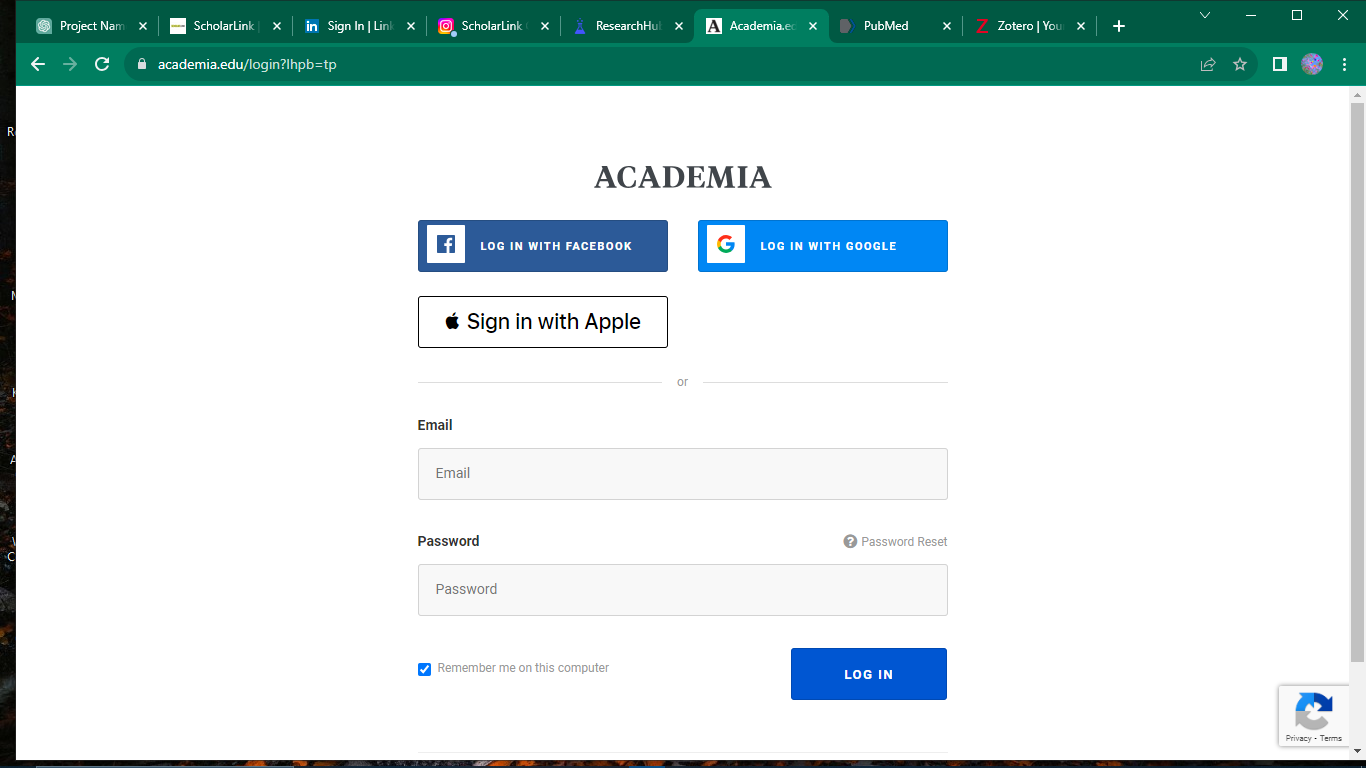 Project Nam
ScholarLink |
Sign In | Link
ScholarLink
ResearchHub
Academia.ed
PubMed
Zotero | You
academia.edu/login?lhpb=tp
ACADEMIA
LOG IN WITH FACEBOOK
LOG IN WITH GOOGLE
Sign in with Apple
or
Email
Email
Password
Password Reset
Password
Remember me on this computer
LOG IN
Privacy - Terms